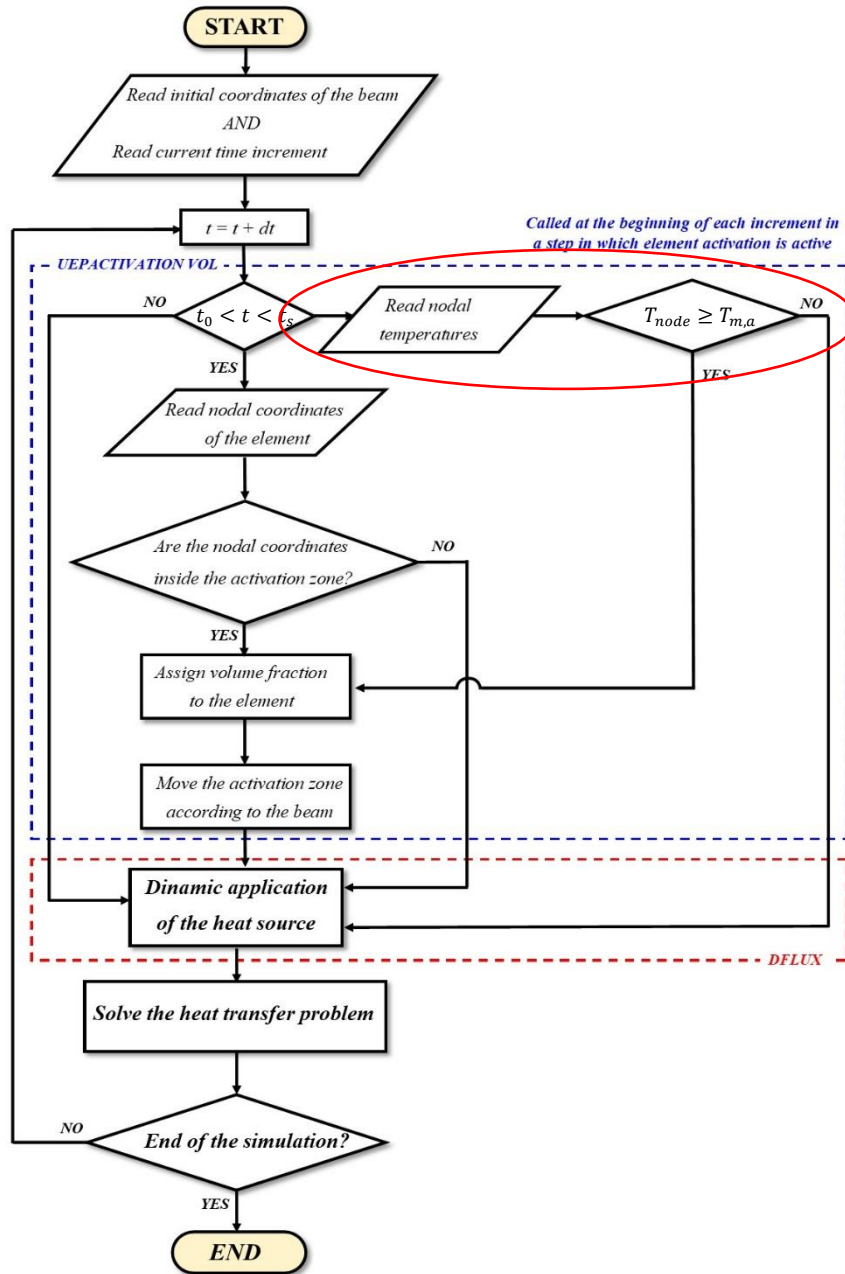 START
Read initial coordinates of the beam
AND
Read current time increment
t = t + dt
Called at the beginning of each increment in
a step in which element activation is active
UEPACTIVATION VOL
NO
t₀ < t < tₛ
Read nodal
temperatures
T_node ≥ T_m,a
NO
YES
YES
Read nodal coordinates
of the element
Are the nodal coordinates
inside the activation zone?
NO
YES
Assign volume fraction
to the element
Move the activation zone
according to the beam
Dinamic application
of the heat source
DFLUX
Solve the heat transfer problem
NO
End of the simulation?
YES
END